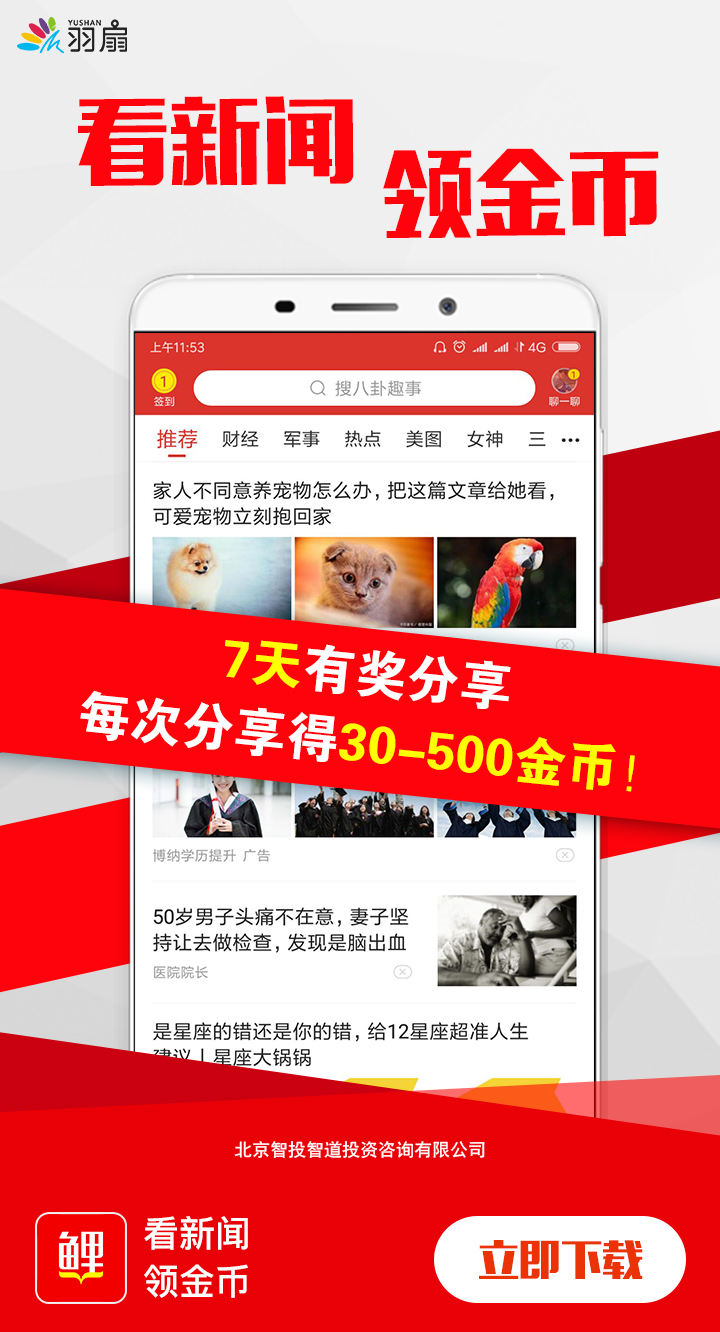 YUSHAN
羽扇
看新闻
领金币
上午11:53
4G
1
签到
搜八卦趣事
1
聊一聊
推荐 财经 军事 热点 美图 女神 三 •••
家人不同意养宠物怎么办，把这篇文章给她看，
可爱宠物立刻抱回家
7天有奖分享
每次分享得30-500金币！
博纳学历提升 广告
50岁男子头痛不在意，妻子坚
持让去做检查，发现是脑出血
医院院长
是星座的错还是你的错，给12星座超准人生
建议丨星座大锅锅
北京智投智道投资咨询有限公司
鲤
看新闻
领金币
立即下载